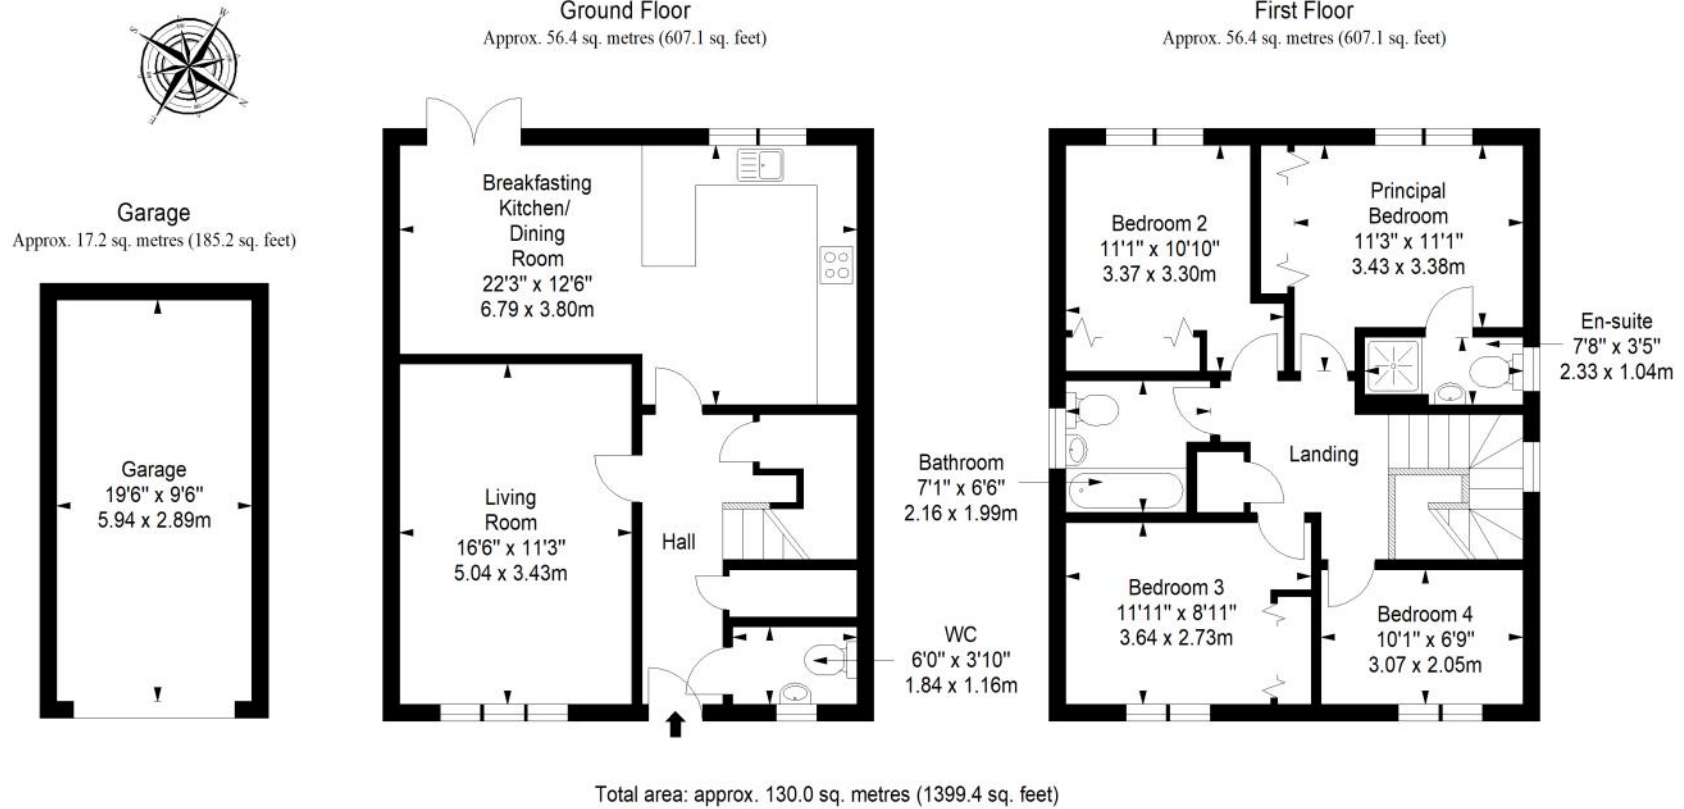 Ground Floor
Approx. 56.4 sq. metres (607.1 sq. feet)
First Floor
Approx. 56.4 sq. metres (607.1 sq. feet)
S
W
E
N
Garage
Approx. 17.2 sq. metres (185.2 sq. feet)
Garage
19'6" x 9'6"
5.94 x 2.89m
Breakfasting
Kitchen/
Dining
Room
22'3" x 12'6"
6.79 x 3.80m
Living
Room
16'6" x 11'3"
5.04 x 3.43m
Hall
WC
6'0" x 3'10"
1.84 x 1.16m
Bedroom 2
11'1" x 10'10"
3.37 x 3.30m
Principal
Bedroom
11'3" x 11'1"
3.43 x 3.38m
En-suite
7'8" x 3'5"
2.33 x 1.04m
Bathroom
7'1" x 6'6"
2.16 x 1.99m
Landing
Bedroom 3
11'11" x 8'11"
3.64 x 2.73m
Bedroom 4
10'1" x 6'9"
3.07 x 2.05m
Total area: approx. 130.0 sq. metres (1399.4 sq. feet)